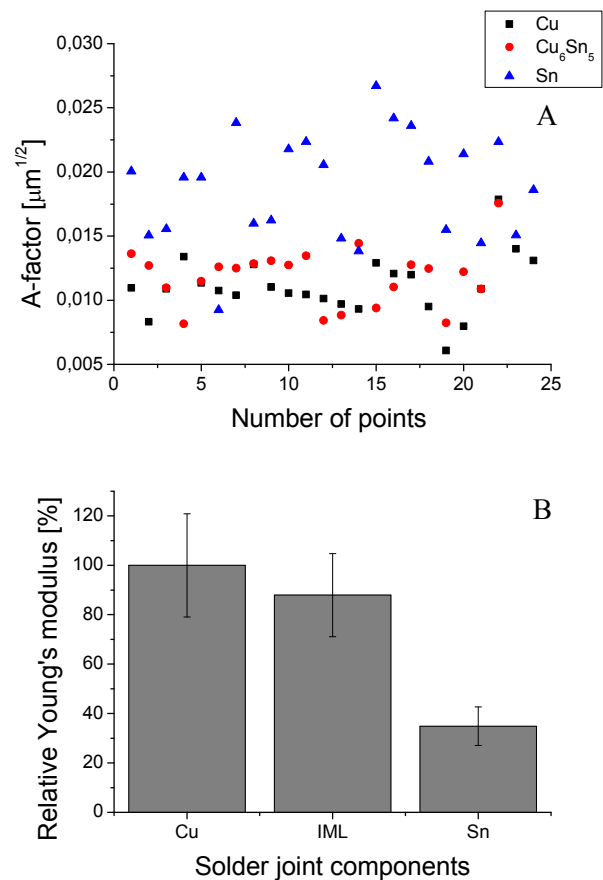 Cu
Cu6Sn5
Sn
A
0,030
0,025
0,020
0,015
0,010
0,005
A-factor [μm1/2]
0 5 10 15 20 25
Number of points
B
120
100
80
60
40
20
0
Relative Young's modulus [%]
Cu IML Sn
Solder joint components